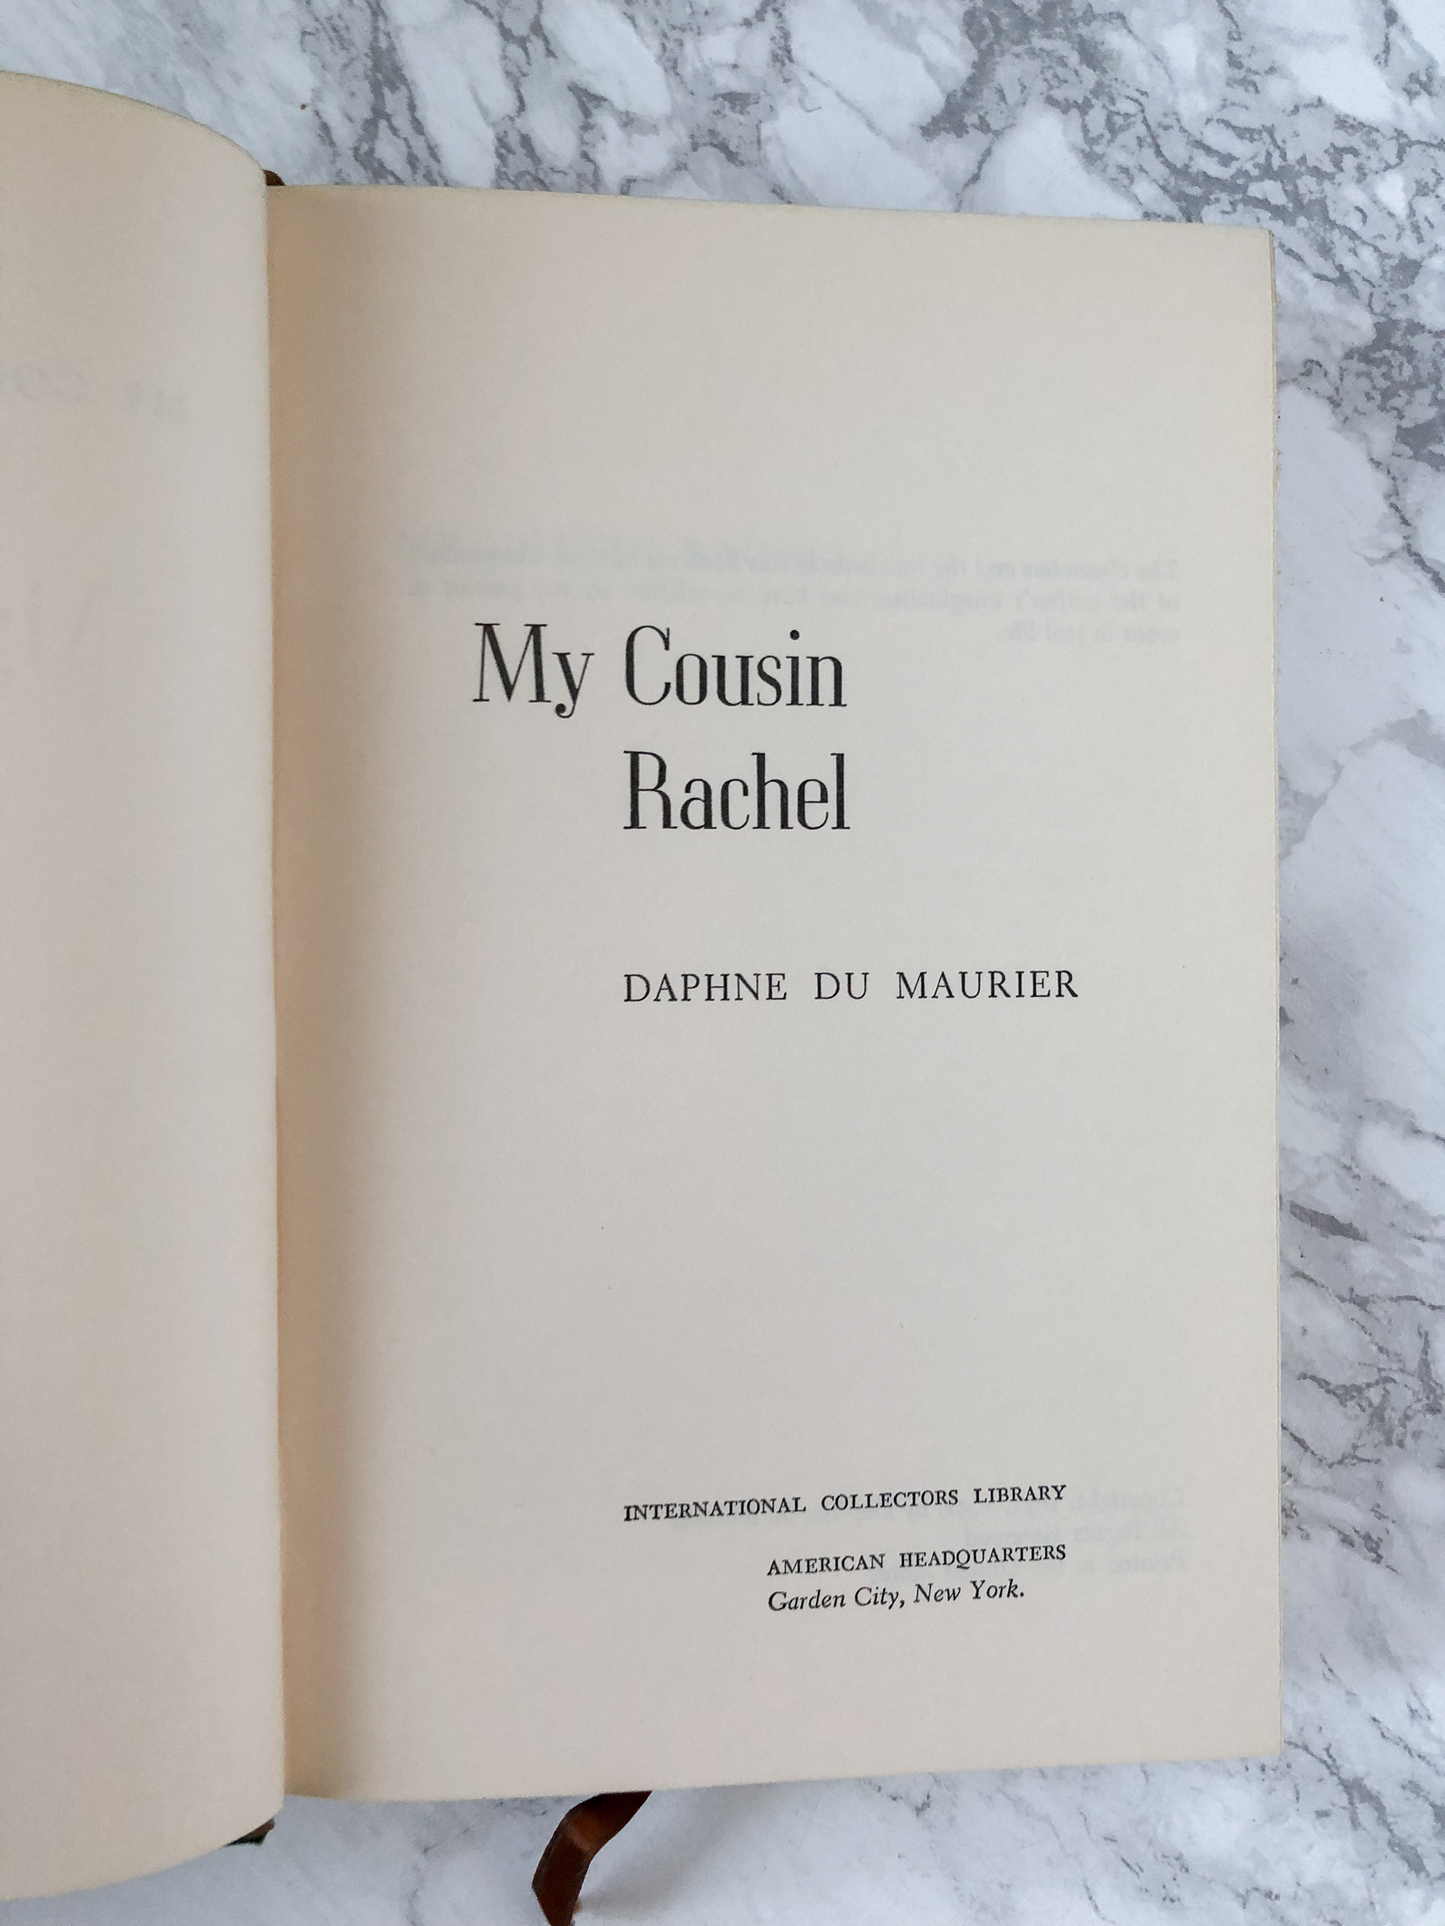 My Cousin
Rachel
DAPHNE DU MAURIER
INTERNATIONAL COLLECTORS LIBRARY
AMERICAN HEADQUARTERS
Garden City, New York.